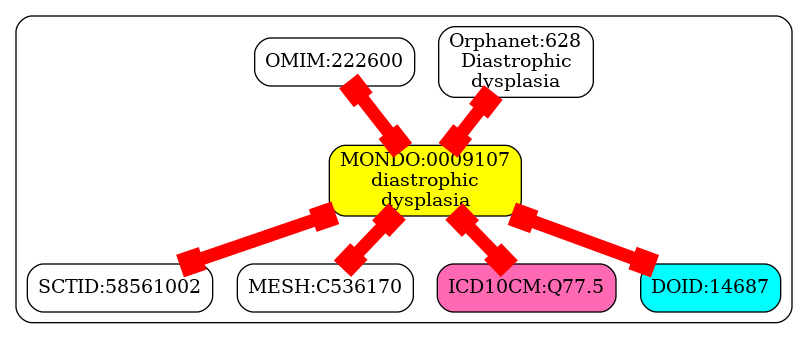 OMIM:222600
Orphanet:628
Diastrophic
dysplasia
MONDO:0009107
diastrophic
dysplasia
SCTID:58561002
MESH:C536170
ICD10CM:Q77.5
DOID:14687